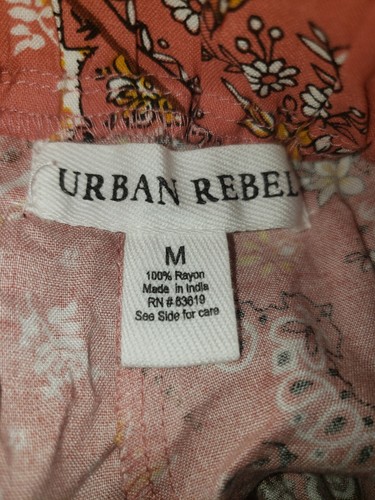 URBAN REBEL
M
100% Rayon
Made in India
RN # 83619
See Side for care